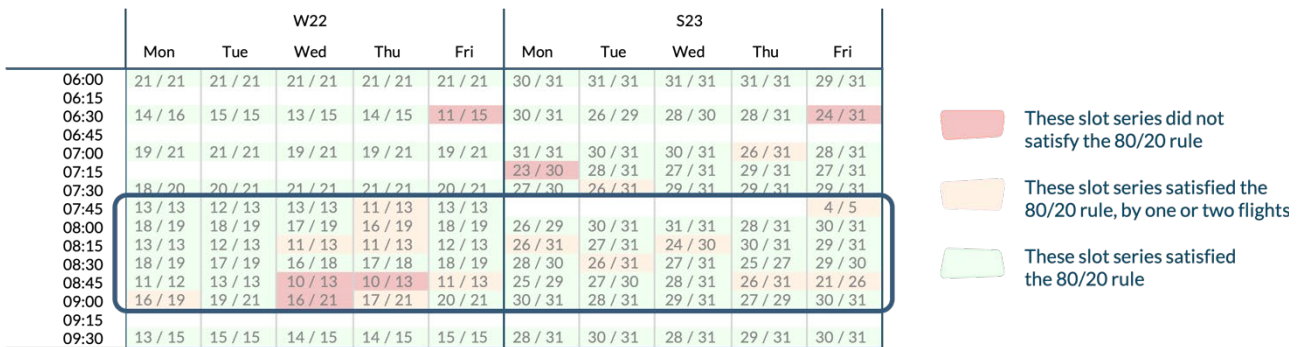 W22 S23
Mon Tue Wed Thu Fri Mon Tue Wed Thu Fri
06:00 21 / 21 21 / 21 21 / 21 21 / 21 21 / 21 30 / 31 31 / 31 31 / 31 31 / 31 29 / 31
06:15
06:30 14 / 16 15 / 15 13 / 15 14 / 15 11 / 15 30 / 31 26 / 29 28 / 30 28 / 31 24 / 31
06:45
07:00 19 / 21 21 / 21 19 / 21 19 / 21 19 / 21 31 / 31 30 / 31 30 / 31 26 / 31 28 / 31
07:15 23 / 30 28 / 31 27 / 31 29 / 31 27 / 31
07:30 18 / 20 20 / 21 21 / 21 21 / 21 20 / 21 27 / 30 26 / 31 29 / 31 29 / 31 29 / 31
07:45 13 / 13 12 / 13 13 / 13 11 / 13 13 / 13 4 / 5
08:00 18 / 19 18 / 19 17 / 19 16 / 19 18 / 19 26 / 29 30 / 31 31 / 31 28 / 31 30 / 31
08:15 13 / 13 12 / 13 11 / 13 11 / 13 12 / 13 26 / 31 27 / 31 24 / 30 30 / 31 29 / 31
08:30 18 / 19 17 / 19 16 / 18 17 / 18 18 / 19 28 / 30 26 / 31 27 / 31 25 / 27 29 / 30
08:45 11 / 12 13 / 13 10 / 13 10 / 13 11 / 13 25 / 29 27 / 30 28 / 31 26 / 31 21 / 26
09:00 16 / 19 19 / 21 16 / 21 17 / 21 20 / 21 30 / 31 28 / 31 29 / 31 27 / 29 30 / 31
09:15
09:30 13 / 15 15 / 15 14 / 15 14 / 15 15 / 15 28 / 31 30 / 31 28 / 31 29 / 31 30 / 31
These slot series did not
satisfy the 80/20 rule
These slot series satisfied the
80/20 rule, by one or two flights
These slot series satisfied
the 80/20 rule